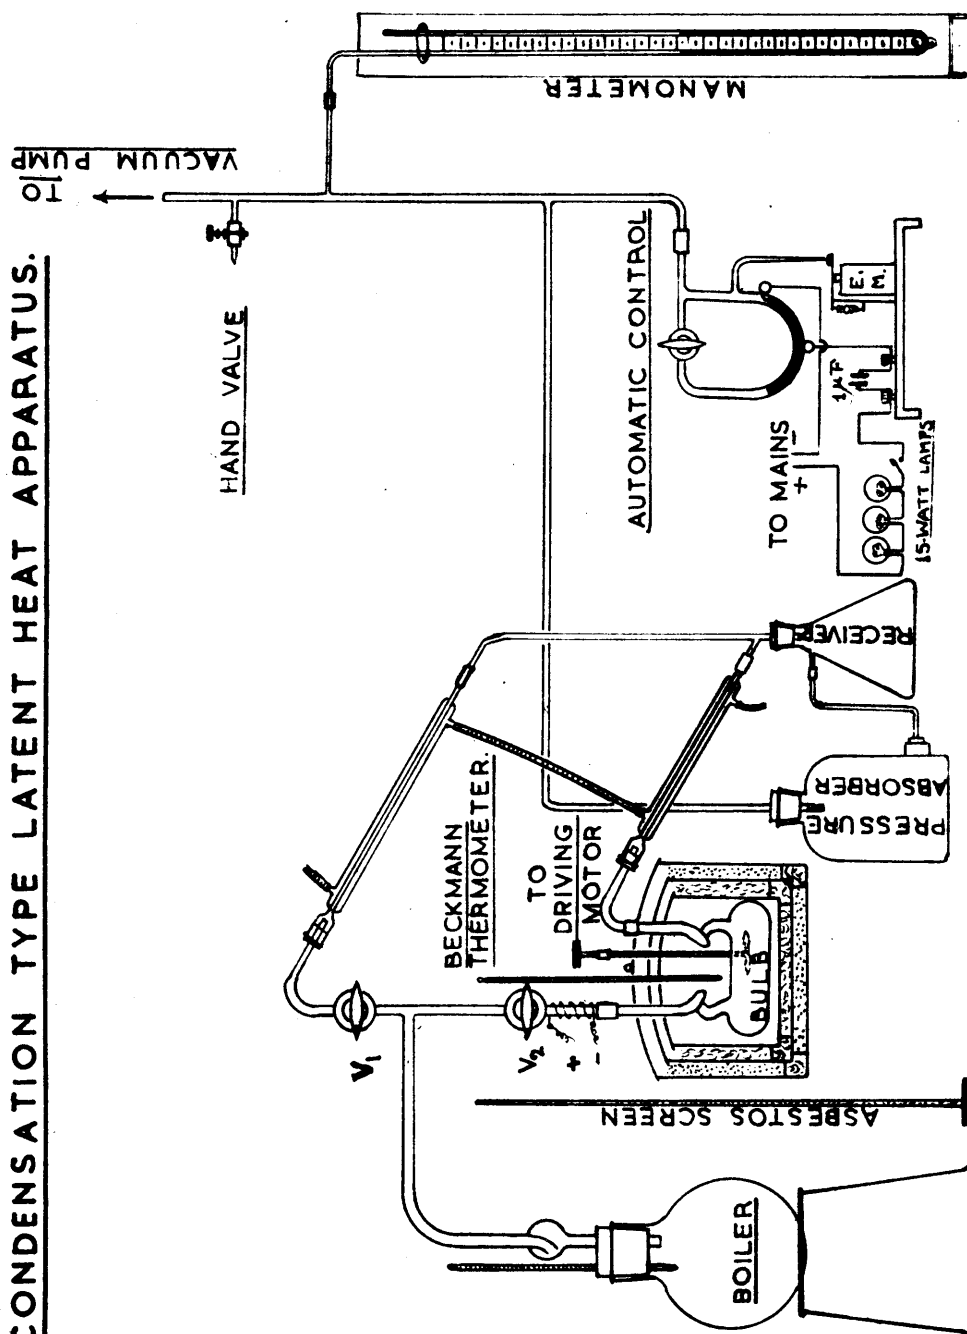 CONDENSATION TYPE LATENT HEAT APPARATUS.
TO
VACUUM PUMP
MANOMETER
HAND VALVE
AUTOMATIC CONTROL
E.
M.
1µF
TO MAINS
+ -
15-WATT LAMPS
RECEIVER
PRESSURE
ABSORBER
BECKMANN
THERMOMETER.
TO
DRIVING
MOTOR
V1
V2
+ -
BULB
ASBESTOS SCREEN
BOILER